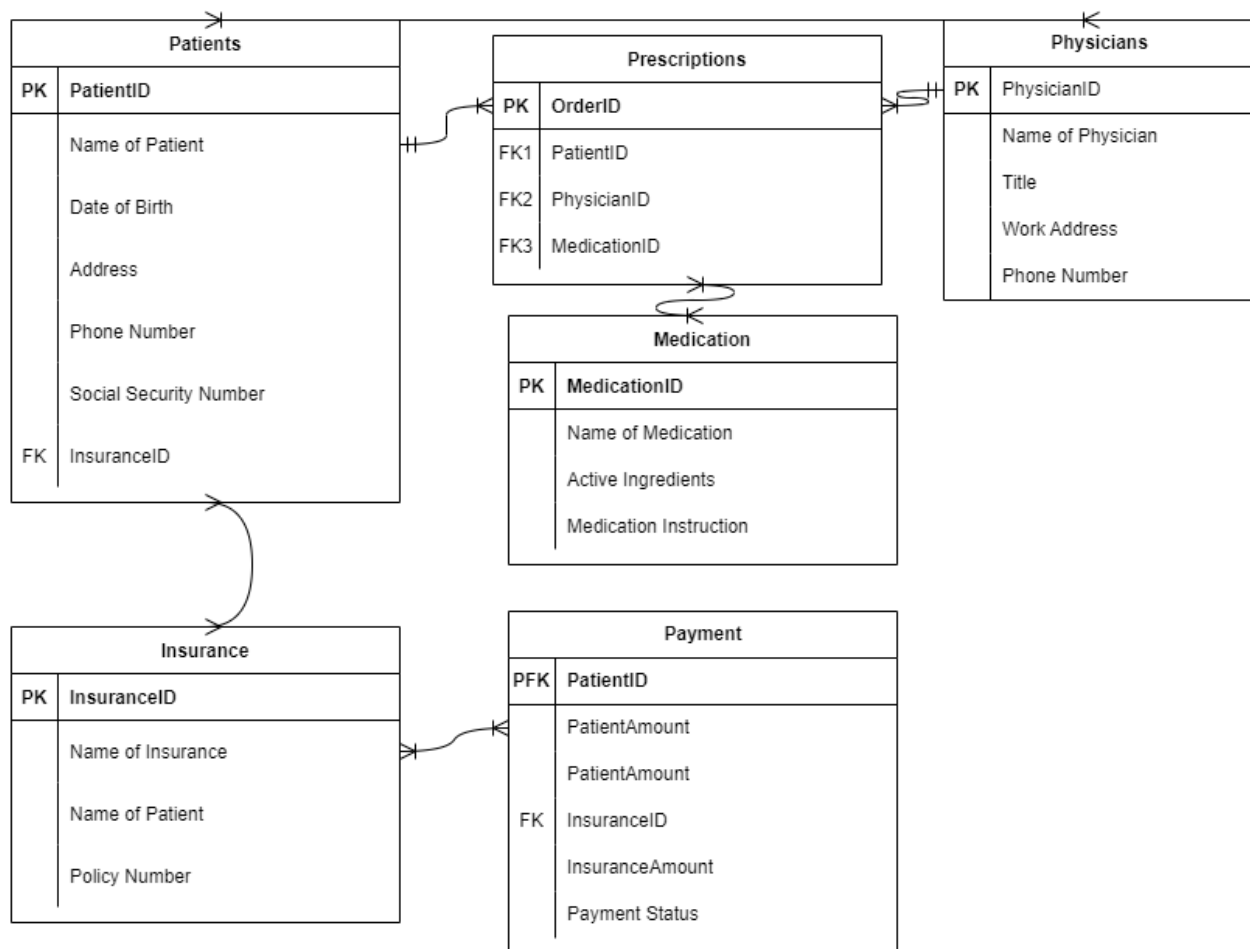 Patients
PK PatientID
Name of Patient
Date of Birth
Address
Phone Number
Social Security Number
FK InsuranceID
Prescriptions
PK OrderID
FK1 PatientID
FK2 PhysicianID
FK3 MedicationID
Physicians
PK PhysicianID
Name of Physician
Title
Work Address
Phone Number
Medication
PK MedicationID
Name of Medication
Active Ingredients
Medication Instruction
Insurance
PK InsuranceID
Name of Insurance
Name of Patient
Policy Number
Payment
PFK PatientID
PatientAmount
PatientAmount
FK InsuranceID
InsuranceAmount
Payment Status